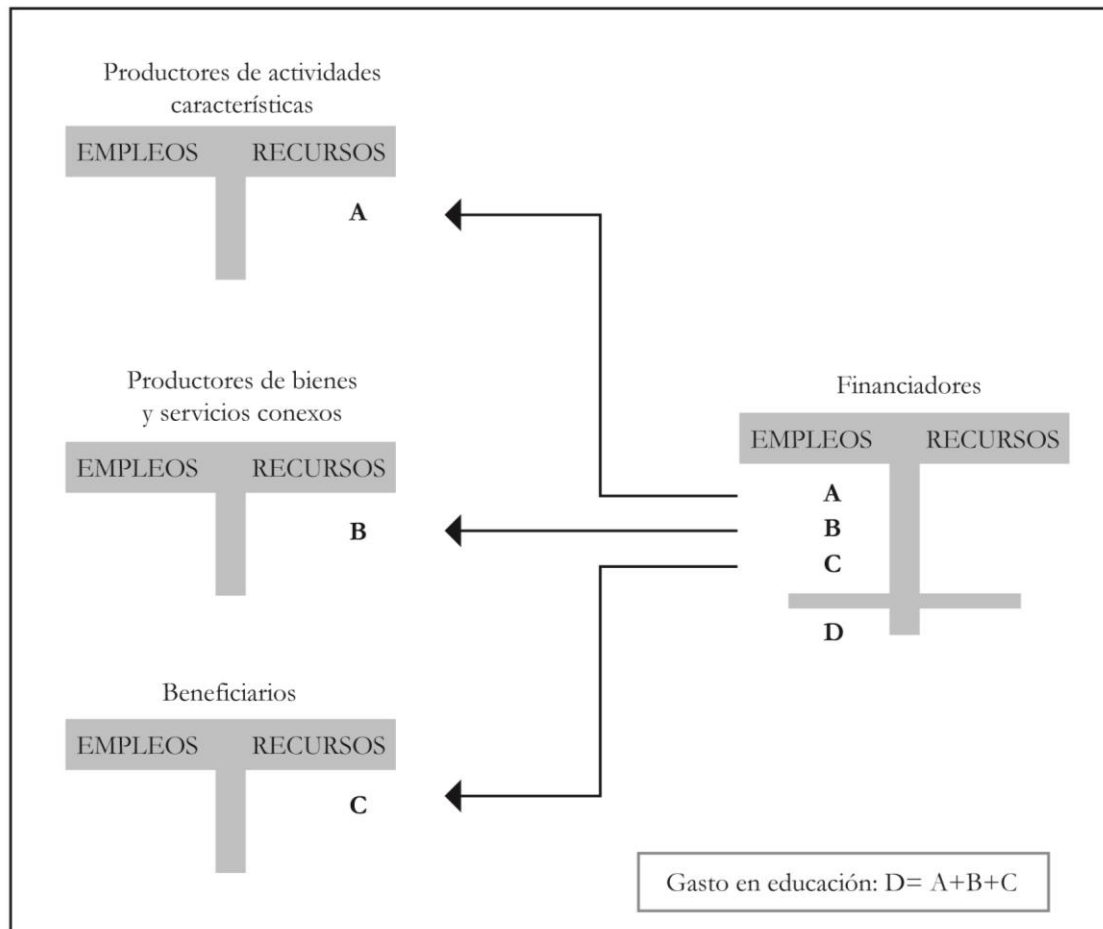 Productores de actividades
características
EMPLEOS RECURSOS
A
Productores de bienes
y servicios conexos
EMPLEOS RECURSOS
B
Beneficiarios
EMPLEOS RECURSOS
C
Financiadores
EMPLEOS RECURSOS
A
B
C
D
Gasto en educación: D= A+B+C